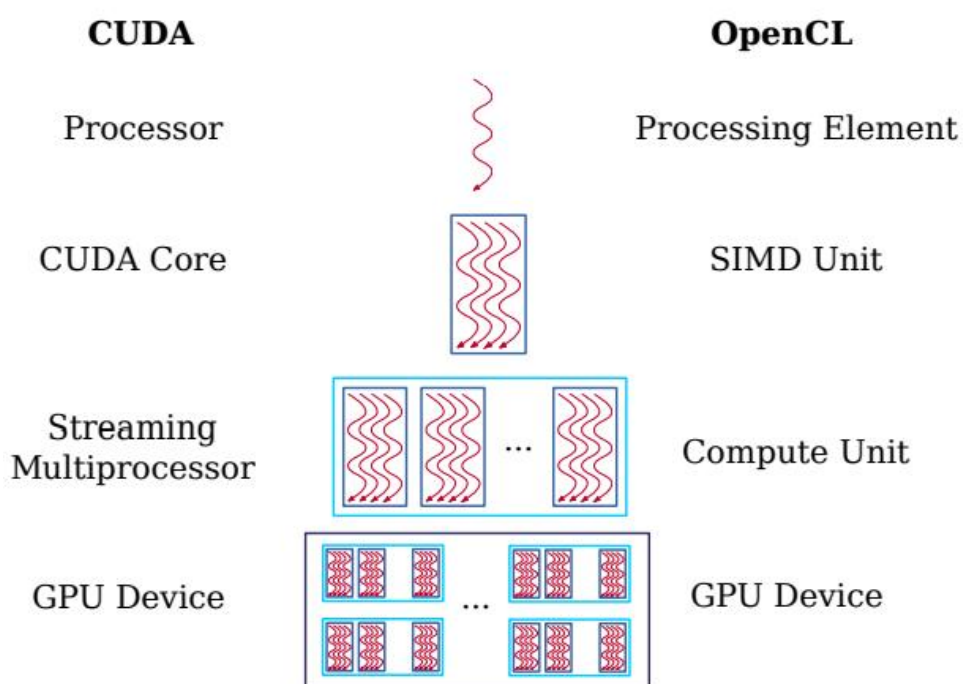 CUDA OpenCL
Processor Processing Element
CUDA Core SIMD Unit
Streaming
Multiprocessor
...
Compute Unit
GPU Device
...
GPU Device